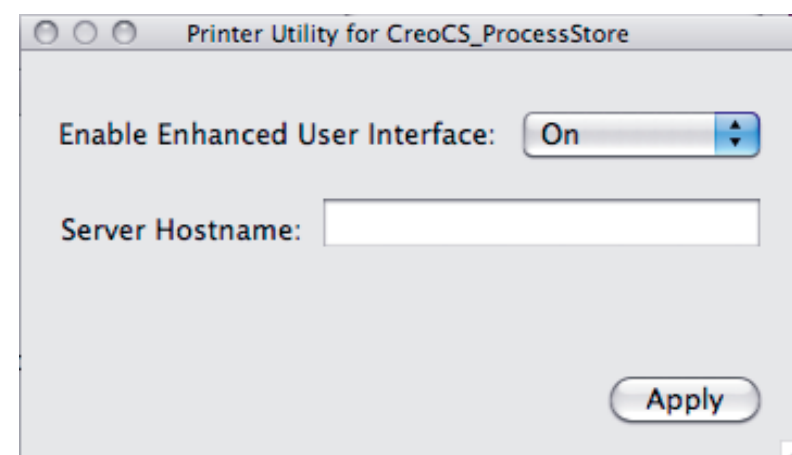 Printer Utility for CreoCS_ProcessStore
Enable Enhanced User Interface: On
Server Hostname:
Apply